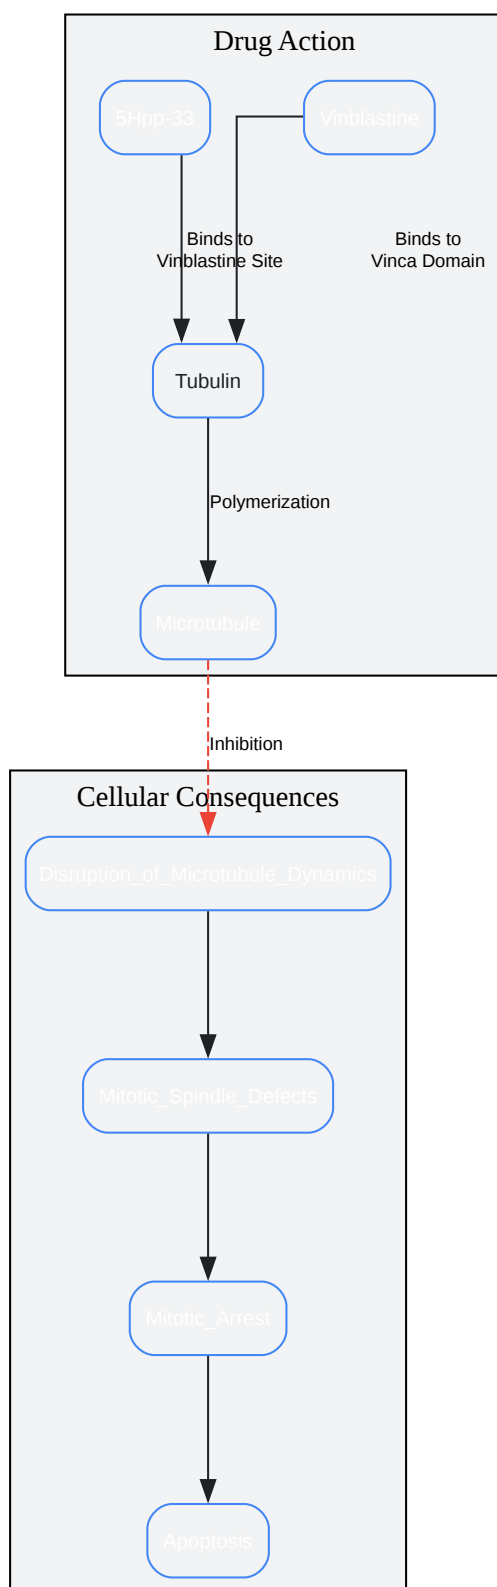 Drug Action
5Hpp-33
Vinblastine
Binds to
Vinblastine Site
Binds to
Vinca Domain
Tubulin
Polymerization
Microtubule
Inhibition
Cellular Consequences
Disruption_of_Microtubule_Dynamics
Mitotic_Spindle_Defects
Mitotic_Arrest
Apoptosis